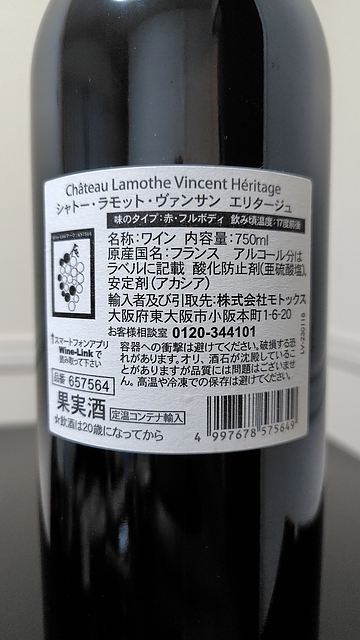 Château Lamothe Vincent Héritage
シャトー・ラモット・ヴァンサン エリタージュ
味のタイプ:赤・フルボディ 飲み頃温度:17度前後
名称:ワイン 内容量:750ml
原産国名:フランス アルコール分は
ラベルに記載 酸化防止剤(亜硫酸塩)、
安定剤(アカシア)
輸入者及び引取先:株式会社モトックス
大阪府東大阪市小阪本町1-6-20
お客様相談室 0120-344101
スマートフォンアプリ
Wine-Link で
読み取って下さい
容器への衝撃は避けてください。破損する恐
れがあります。オリ、酒石が沈殿しているこ
とがありますが品質には問題はございませ
ん。高温や冷凍での保存は避けてください。
品番 657564
果実酒
定温コンテナ輸入
☆飲酒は20歳になってから
4 997678 575649